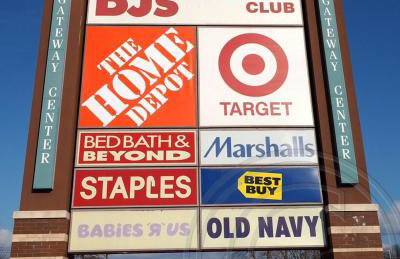 BJS
CLUB
GATEWAY CENTER
GATEWAY CENTER
THE
HOME
DEPOT
TARGET
BED BATH &
BEYOND
Marshalls
STAPLES
BEST
BUY
BABIES "R" US
OLD NAVY